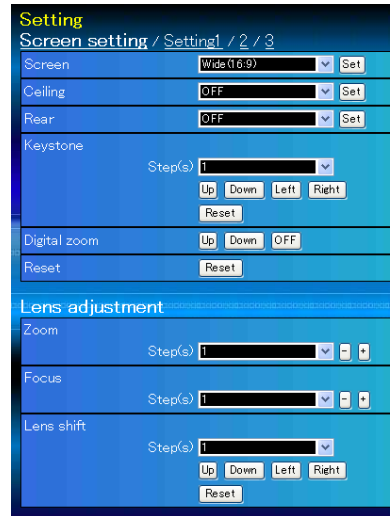 Setting
Screen setting / Setting1 / 2 / 3
Screen Wide(16:9) Set
Ceiling OFF Set
Rear OFF Set
Keystone
Step(s) 1
Up Down Left Right
Reset
Digital zoom Up Down OFF
Reset Reset
Lens adjustment
Zoom
Step(s) 1 - +
Focus
Step(s) 1 - +
Lens shift
Step(s) 1
Up Down Left Right
Reset